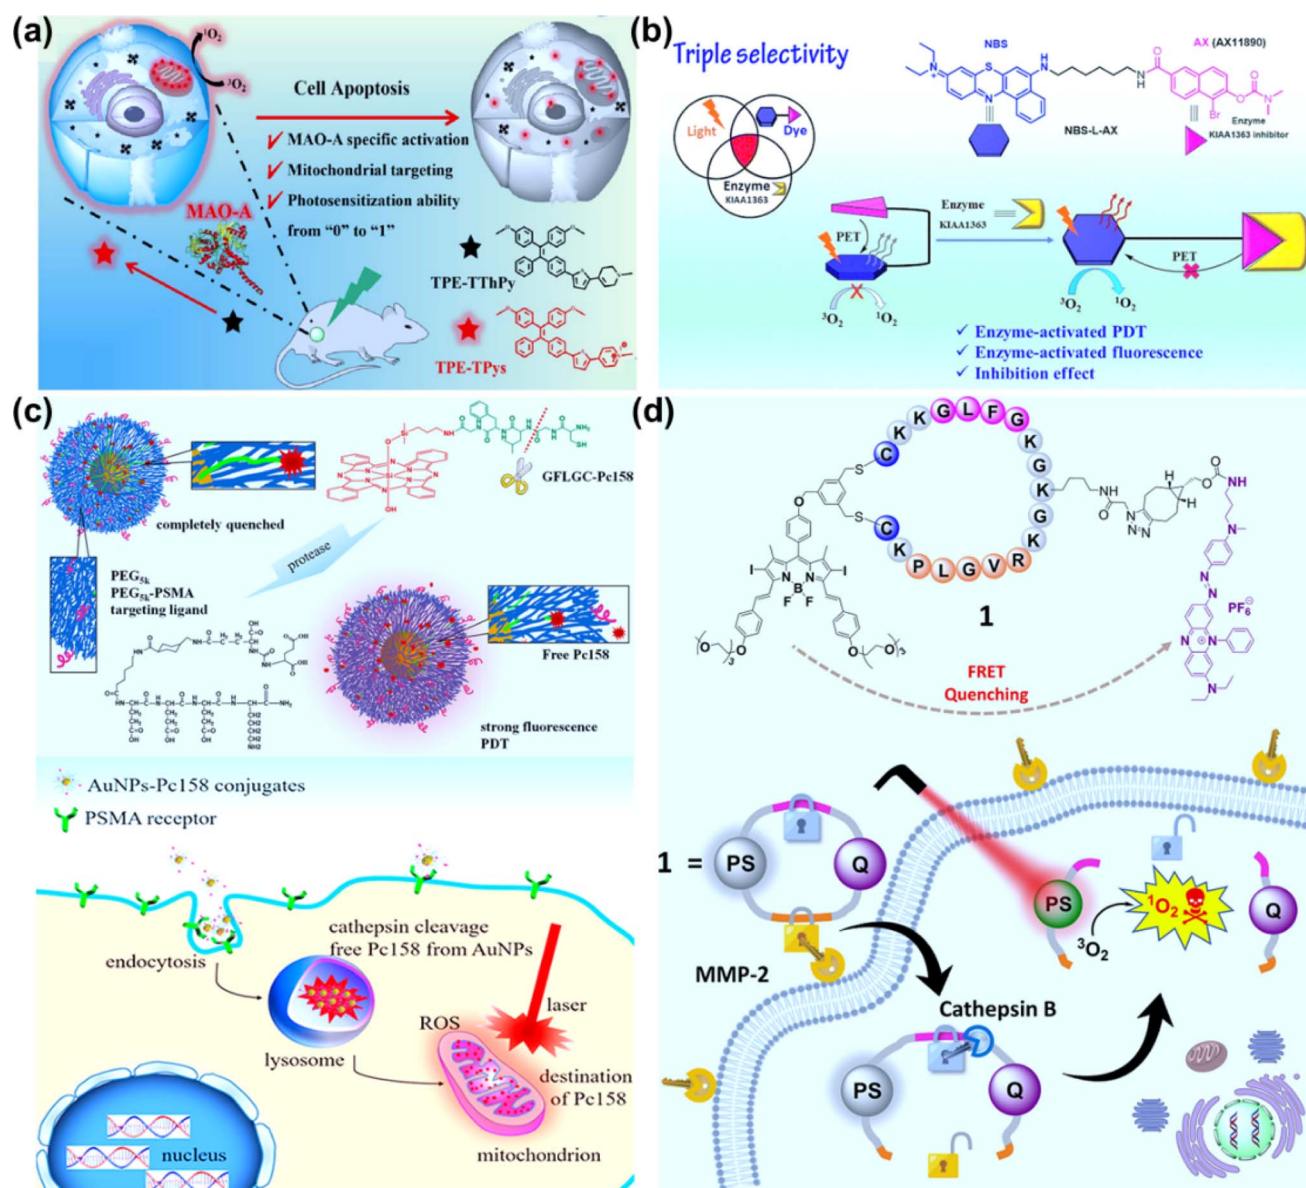 (a)
¹O₂
³O₂
Cell Apoptosis
MAO-A specific activation
Mitochondrial targeting
Photosensitization ability
from “0” to “1”
MAO-A
TPE-TThPy
TPE-TPys
(b)
Triple selectivity
Light
Dye
Enzyme
KIAA1363
NBS
AX (AX11890)
NBS-L-AX
Enzyme
KIAA1363 inhibitor
PET
³O₂
¹O₂
Enzyme
KIAA1363
PET
³O₂
¹O₂
✓ Enzyme-activated PDT
✓ Enzyme-activated fluorescence
✓ Inhibition effect
(c)
completely quenched
GFLGC-Pc158
protease
PEG₅ₖ
PEG₅ₖ-PSMA
targeting ligand
Free Pc158
strong fluorescence
PDT
AuNPs-Pc158 conjugates
PSMA receptor
endocytosis
cathepsin cleavage
free Pc158 from AuNPs
laser
lysosome
ROS
destination
of Pc158
mitochondrion
nucleus
(d)
C K K G L F G K G K G K
C K P L G V R
1
PF₆⊖
FRET
Quenching
1 =
PS
Q
MMP-2
Cathepsin B
PS
Q
PS
³O₂
¹O₂
Q